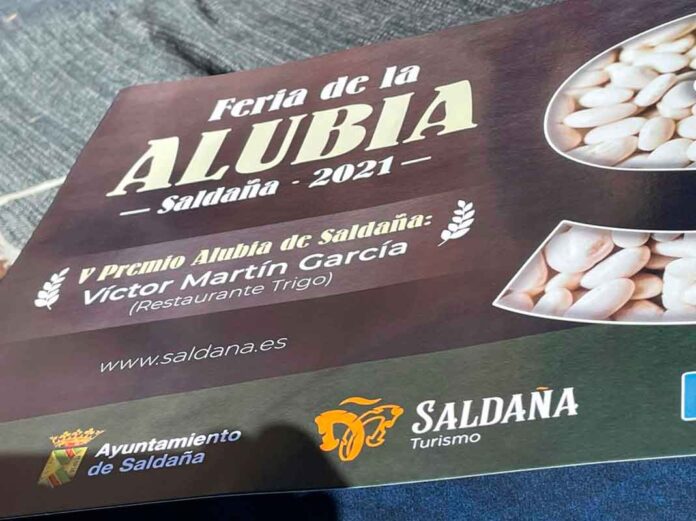 Feria de la
ALUBIA
— Saldaña · 2021 —
V Premio Alubia de Saldaña:
Víctor Martín García
(Restaurante Trigo)
www.saldana.es
Ayuntamiento
de Saldaña
SALDAÑA
Turismo